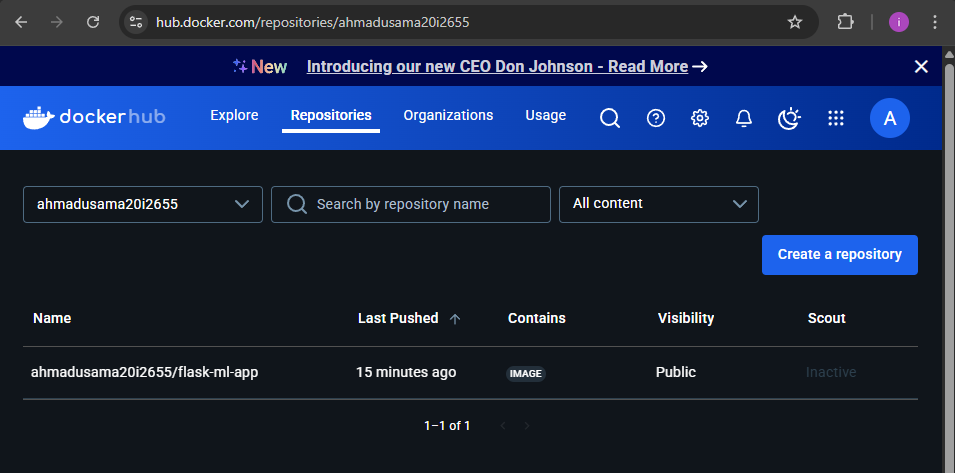 hub.docker.com/repositories/ahmadusama20i2655
i
New Introducing our new CEO Don Johnson - Read More
dockerhub Explore Repositories Organizations Usage A
ahmadusama20i2655 Search by repository name All content
Create a repository
Name Last Pushed Contains Visibility Scout
ahmadusama20i2655/flask-ml-app 15 minutes ago IMAGE Public Inactive
1–1 of 1